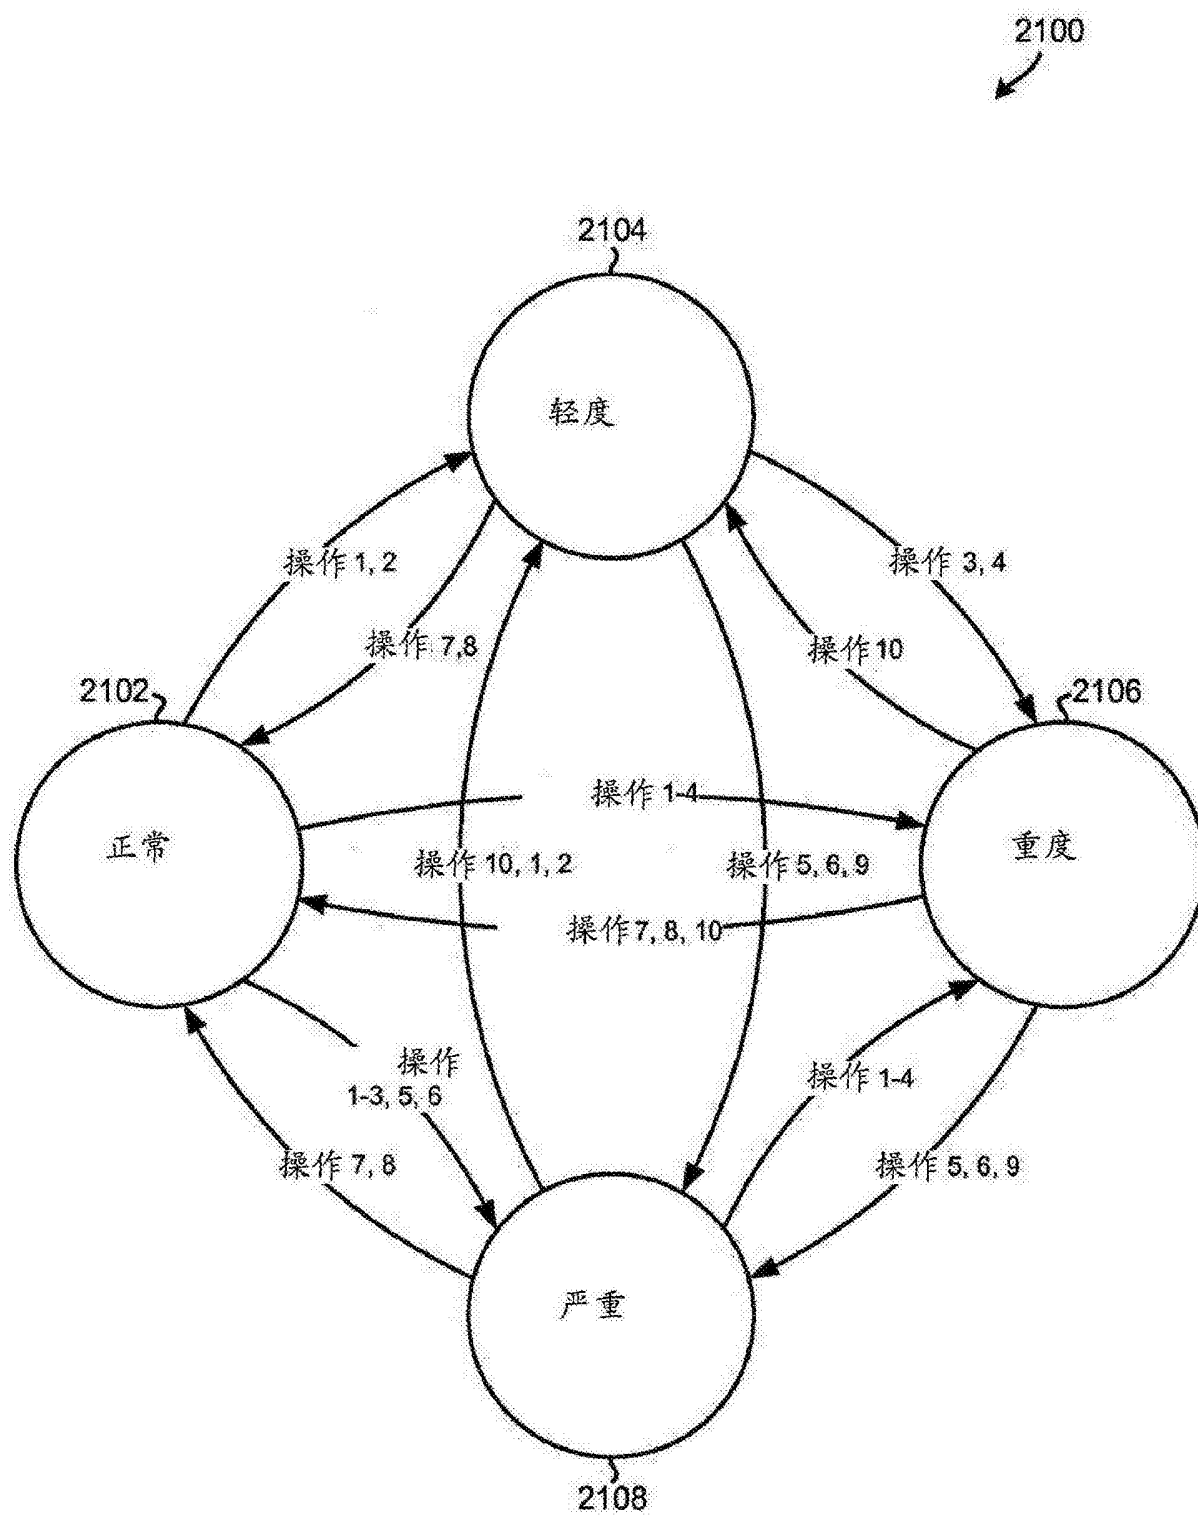 2100
2104
轻度
操作 1, 2
操作 3, 4
操作 7,8
操作 10
2102
2106
操作 1-4
正常
重度
操作 10, 1, 2
操作 5, 6, 9
操作 7, 8, 10
操作
1-3, 5, 6
操作 1-4
操作 7, 8
操作 5, 6, 9
严重
2108